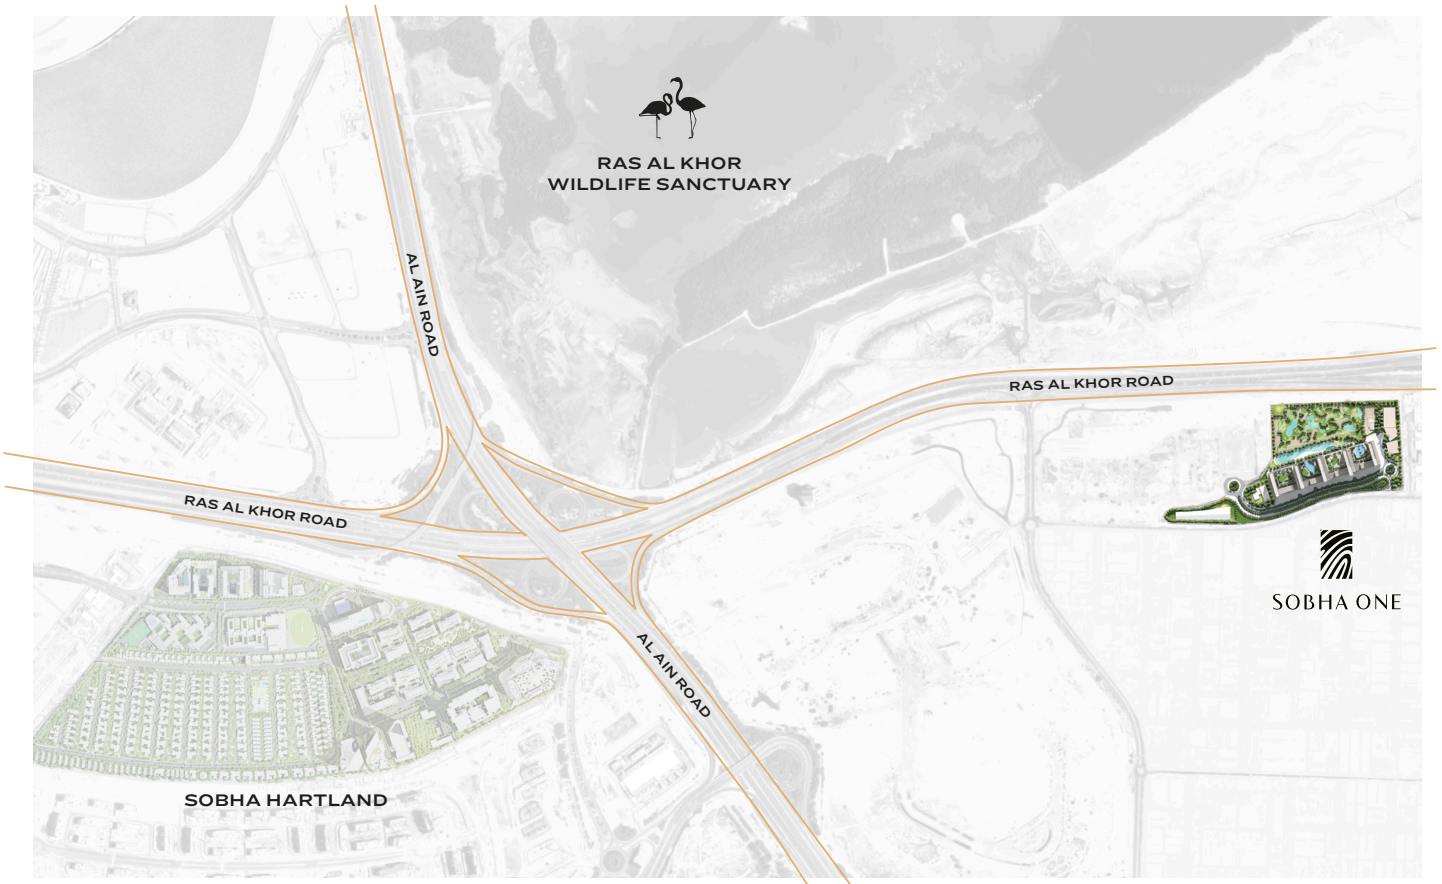 RAS AL KHOR
WILDLIFE SANCTUARY
AL AIN ROAD
RAS AL KHOR ROAD
RAS AL KHOR ROAD
SOBHA ONE
AL AIN ROAD
SOBHA HARTLAND